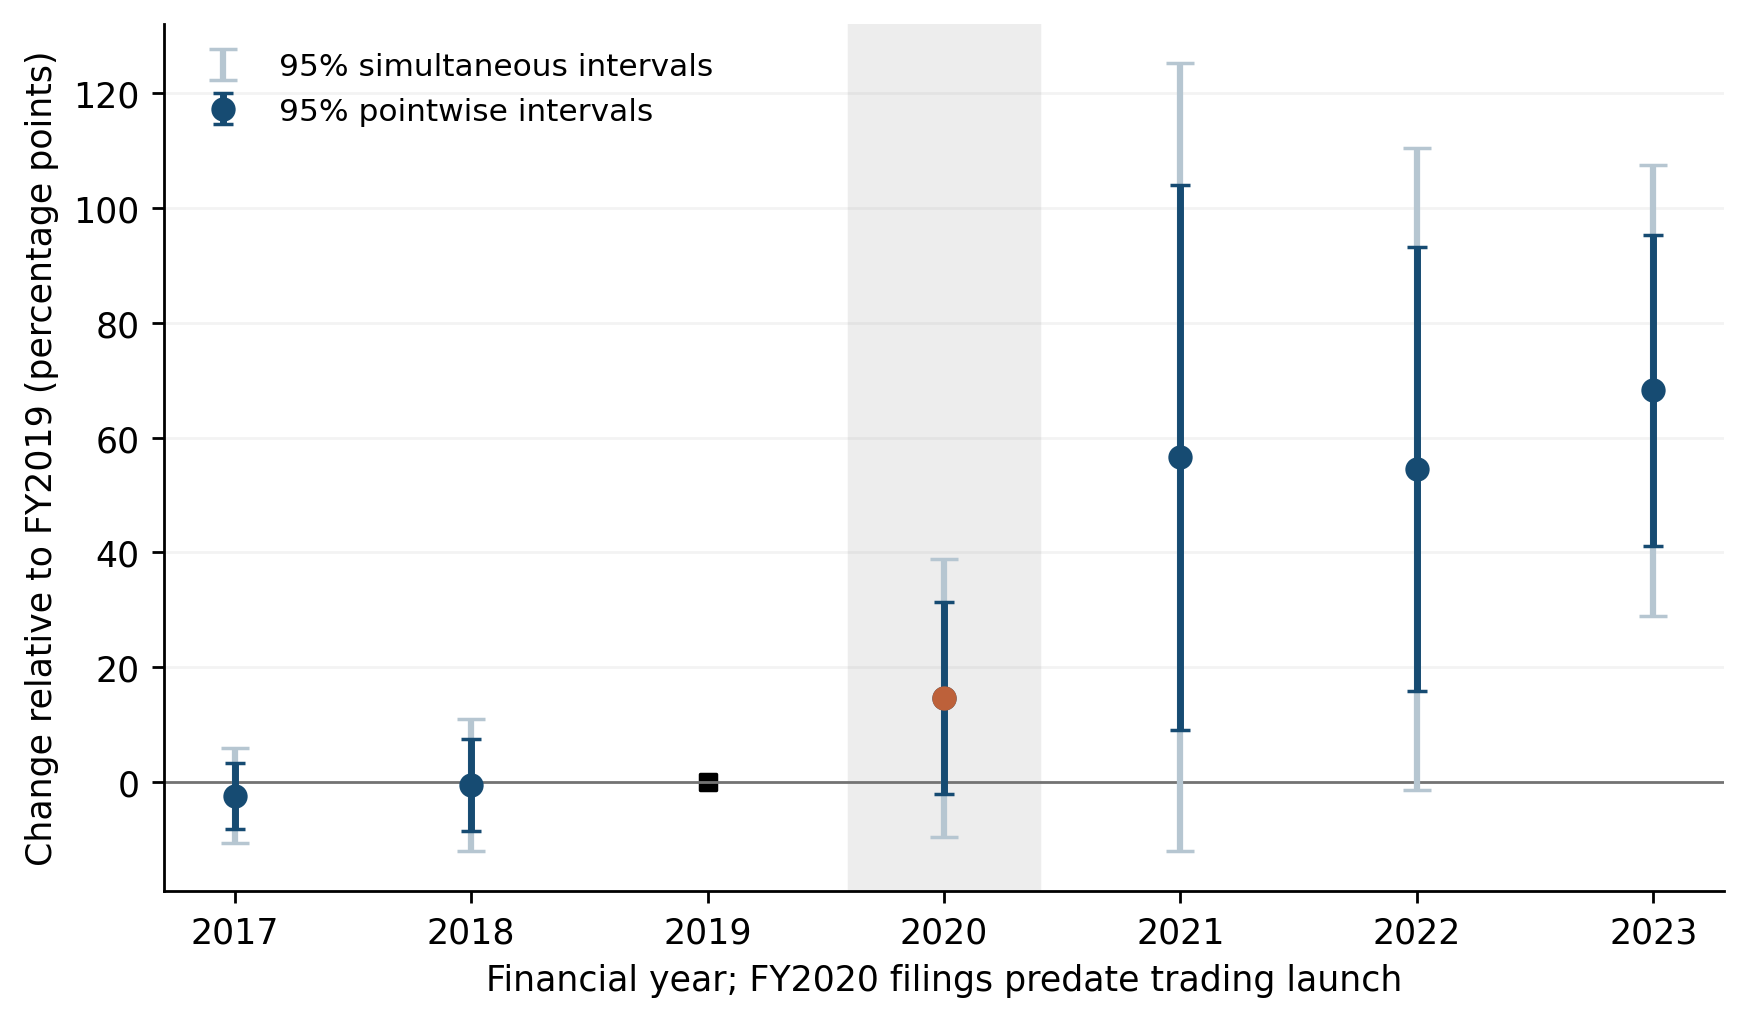 95% simultaneous intervals
95% pointwise intervals
Change relative to FY2019 (percentage points)
120
100
80
60
40
20
0
2017 2018 2019 2020 2021 2022 2023
Financial year; FY2020 filings predate trading launch